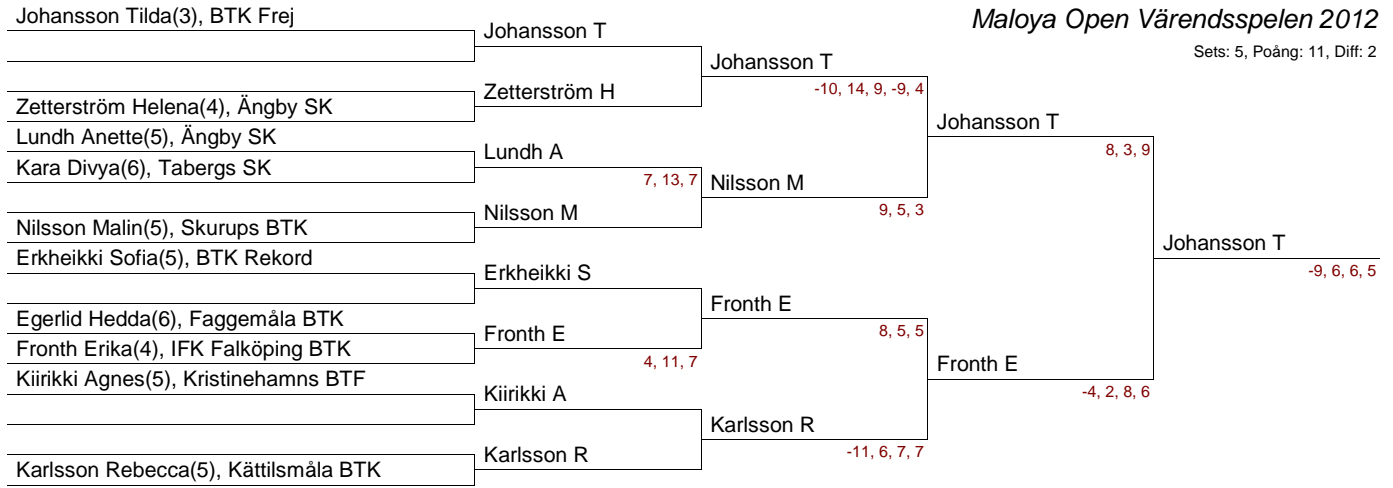 Johansson Tilda(3), BTK Frej
Zetterström Helena(4), Ängby SK
Lundh Anette(5), Ängby SK
Kara Divya(6), Tabergs SK
Nilsson Malin(5), Skurups BTK
Erkheikki Sofia(5), BTK Rekord
Egerlid Hedda(6), Faggemåla BTK
Fronth Erika(4), IFK Falköping BTK
Kiirikki Agnes(5), Kristinehamns BTF
Karlsson Rebecca(5), Kättilsmåla BTK
Johansson T
Zetterström H
Lundh A
7, 13, 7
Nilsson M
Erkheikki S
Fronth E
4, 11, 7
Kiirikki A
Karlsson R
Johansson T
-10, 14, 9, -9, 4
Nilsson M
9, 5, 3
Fronth E
8, 5, 5
Karlsson R
-11, 6, 7, 7
Johansson T
8, 3, 9
Fronth E
-4, 2, 8, 6
Maloya Open Värendsspelen 2012
Sets: 5, Poång: 11, Diff: 2
Johansson T
-9, 6, 6, 5